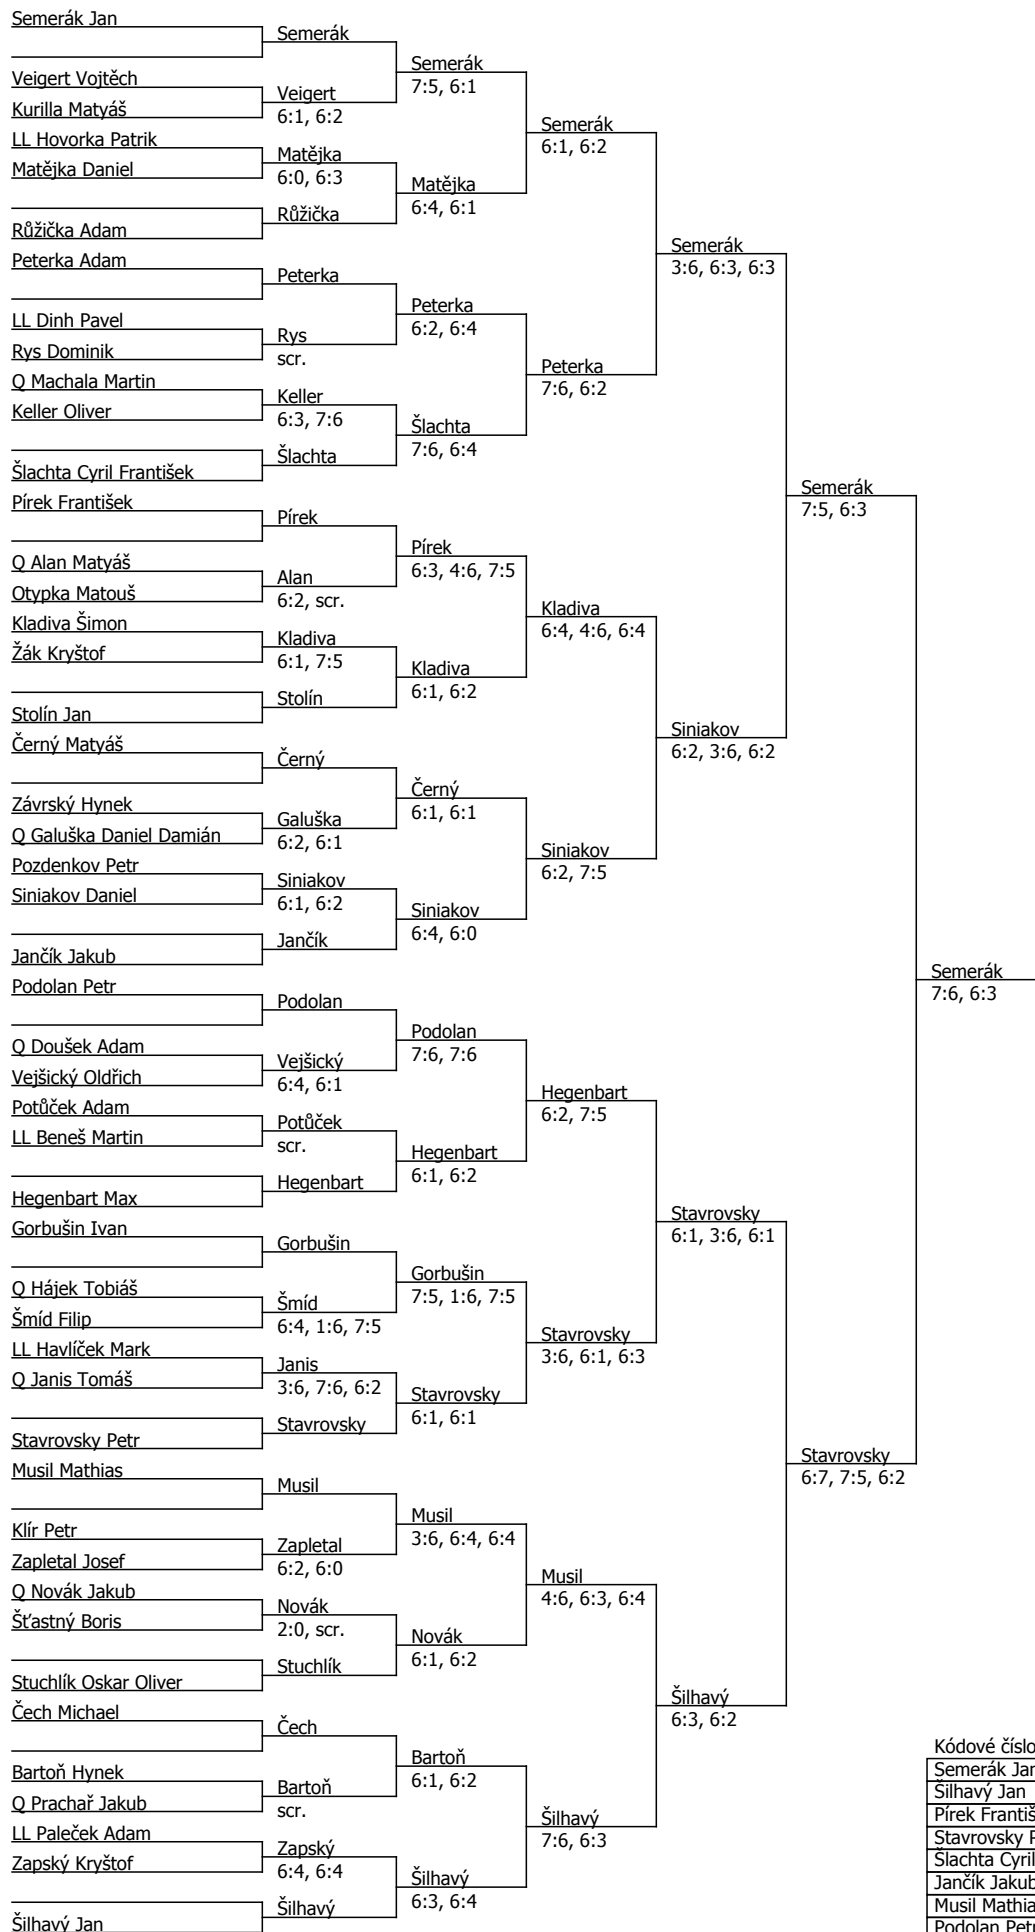 Semerák Jan
Veigert Vojtěch
Kurilla Matyáš
LL Hovorka Patrik
Matějka Daniel
Růžička Adam
Peterka Adam
LL Dinh Pavel
Rys Dominik
Q Machala Martin
Keller Oliver
Šlachta Cyril František
Pírek František
Q Alan Matyáš
Otypka Matouš
Kladiva Šimon
Žák Kryštof
Stolín Jan
Černý Matyáš
Závrský Hynek
Q Galuška Daniel Damián
Pozdenkov Petr
Siniakov Daniel
Jančík Jakub
Podolan Petr
Q Doušek Adam
Vejšický Oldřich
Potůček Adam
LL Beneš Martin
Hegenbart Max
Gorbušin Ivan
Q Hájek Tobiáš
Šmíd Filip
LL Havlíček Mark
Q Janis Tomáš
Stavrovsky Petr
Musil Mathias
Klír Petr
Zapletal Josef
Q Novák Jakub
Šťastný Boris
Stuchlík Oskar Oliver
Čech Michael
Bartoň Hynek
Q Prachař Jakub
LL Paleček Adam
Zapský Kryštof
Šilhavý Jan
Semerák
Veigert
6:1, 6:2
Matějka
6:0, 6:3
Růžička
Peterka
Rys
scr.
Keller
6:3, 7:6
Šlachta
Pírek
Alan
6:2, scr.
Kladiva
6:1, 7:5
Stolín
Černý
Galuška
6:2, 6:1
Siniakov
6:1, 6:2
Jančík
Podolan
Vejšický
6:4, 6:1
Potůček
scr.
Hegenbart
Gorbušin
Šmíd
6:4, 1:6, 7:5
Janis
3:6, 7:6, 6:2
Stavrovsky
Musil
Zapletal
6:2, 6:0
Novák
2:0, scr.
Stuchlík
Čech
Bartoň
scr.
Zapský
6:4, 6:4
Šilhavý
Semerák
7:5, 6:1
Matějka
6:4, 6:1
Peterka
6:2, 6:4
Šlachta
7:6, 6:4
Pírek
6:3, 4:6, 7:5
Kladiva
6:1, 6:2
Černý
6:1, 6:1
Siniakov
6:4, 6:0
Podolan
7:6, 7:6
Hegenbart
6:1, 6:2
Gorbušin
7:5, 1:6, 7:5
Stavrovsky
6:1, 6:1
Musil
3:6, 6:4, 6:4
Novák
6:1, 6:2
Bartoň
6:1, 6:2
Šilhavý
6:3, 6:4
Semerák
6:1, 6:2
Peterka
7:6, 6:2
Kladiva
6:4, 4:6, 6:4
Siniakov
6:2, 7:5
Hegenbart
6:2, 7:5
Stavrovsky
3:6, 6:1, 6:3
Musil
4:6, 6:3, 6:4
Šilhavý
7:6, 6:3
Semerák
3:6, 6:3, 6:3
Siniakov
6:2, 3:6, 6:2
Stavrovsky
6:1, 3:6, 6:1
Šilhavý
6:3, 6:2
Semerák
7:5, 6:3
Stavrovsky
6:7, 7:5, 6:2
Semerák
7:6, 6:3
Kódové číslo
Semerák Jan
Šilhavý Jan
Pírek Františ
Stavrovsky P
Šlachta Cyril
Jančík Jakub
Musil Mathia
Podolan Petr